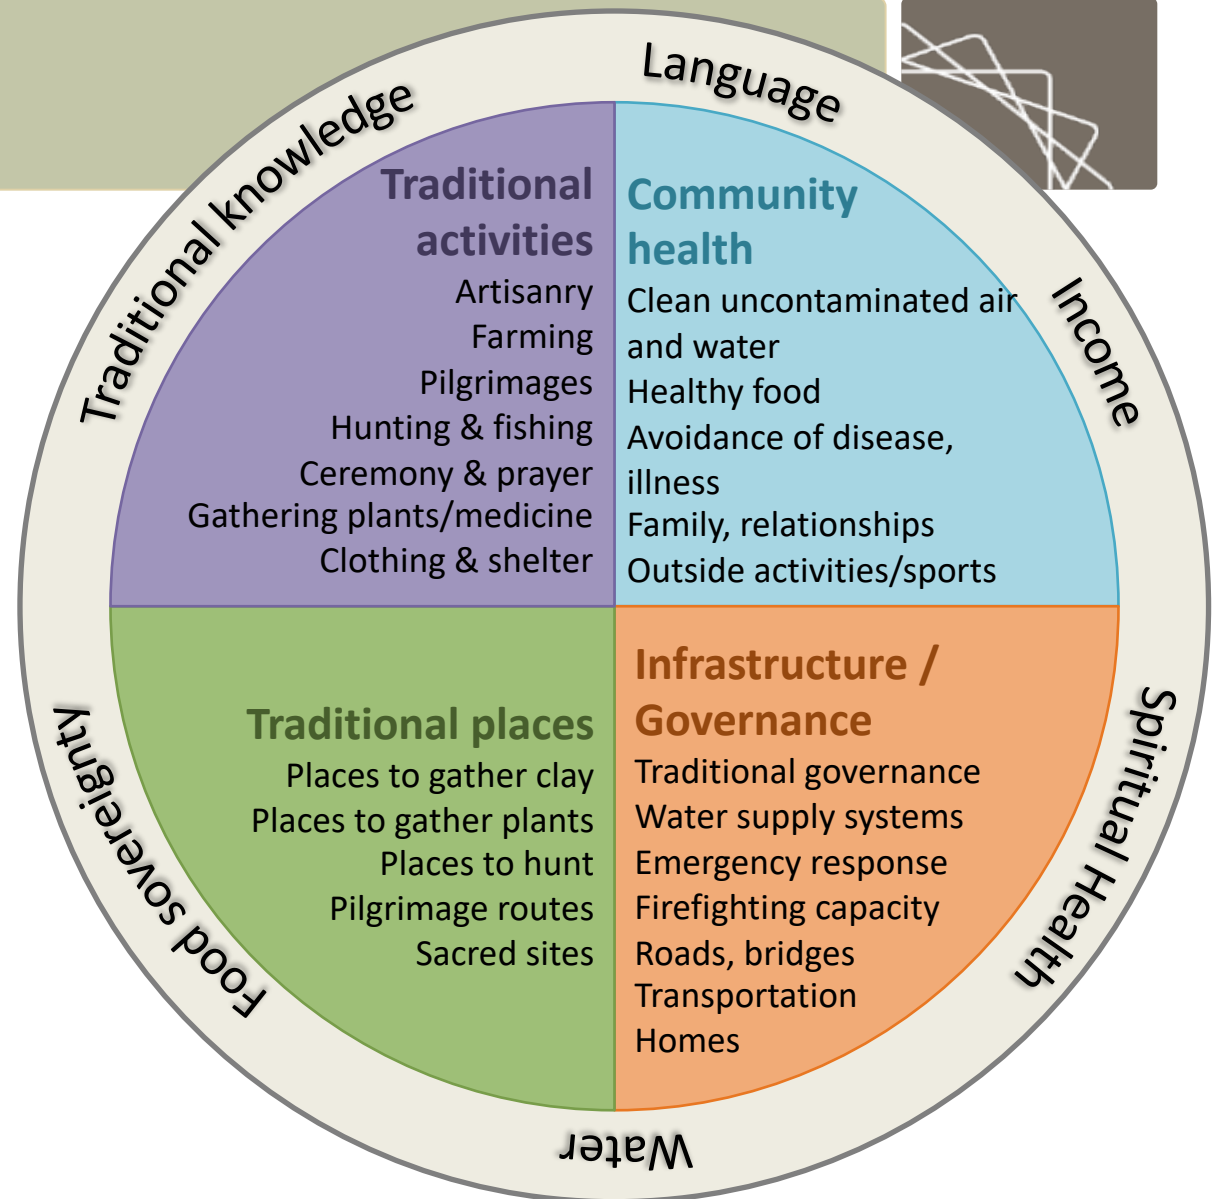 Language
Traditional knowledge
Income
Traditional
activities
Artisanry
Farming
Pilgrimages
Hunting & fishing
Ceremony & prayer
Gathering plants/medicine
Clothing & shelter
Community
health
Clean uncontaminated air
and water
Healthy food
Avoidance of disease,
illness
Family, relationships
Outside activities/sports
Traditional places
Places to gather clay
Places to gather plants
Places to hunt
Pilgrimage routes
Sacred sites
Infrastructure /
Governance
Traditional governance
Water supply systems
Emergency response
Firefighting capacity
Roads, bridges
Transportation
Homes
Spiritual Health
Food sovereignty
Water